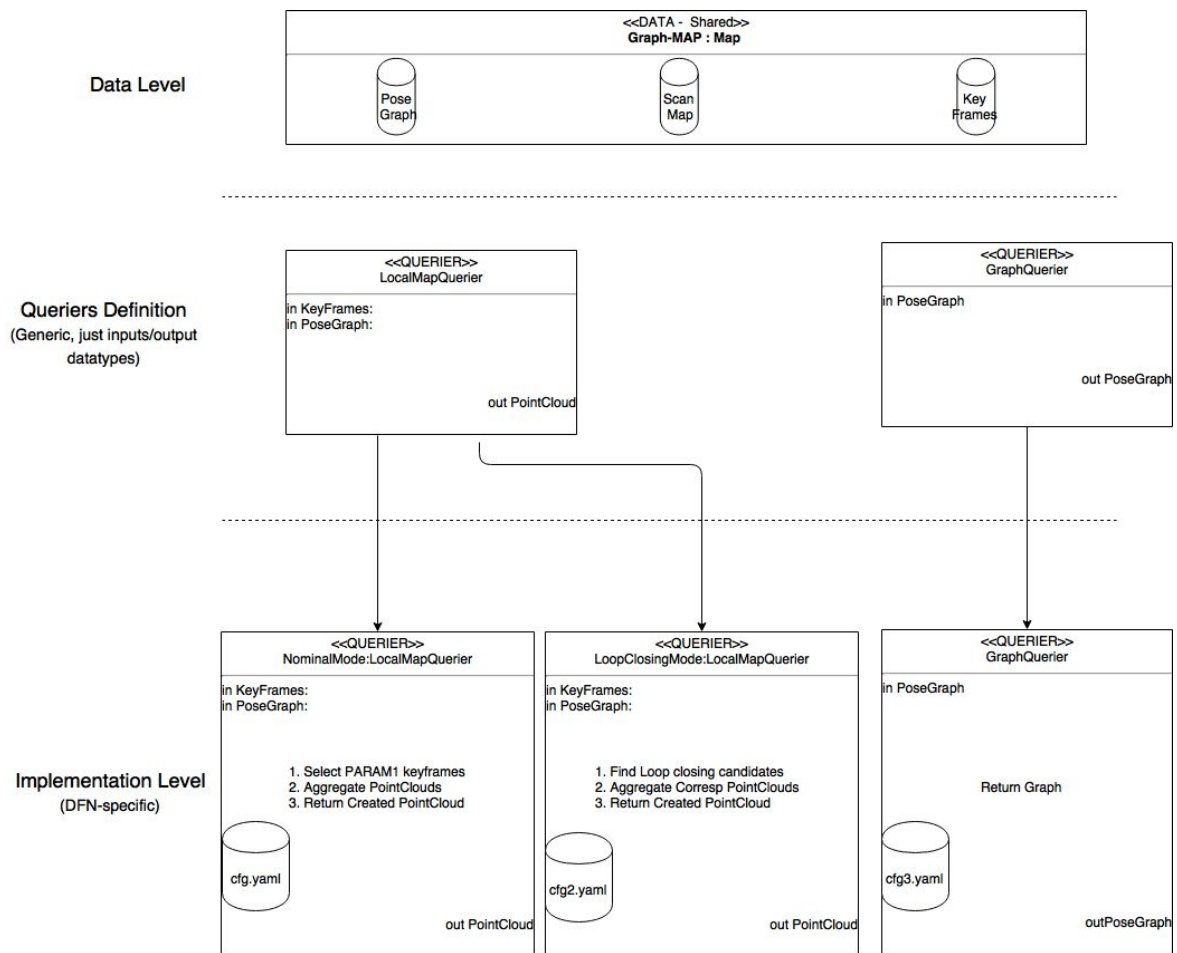 <<DATA - Shared>>
Graph-MAP : Map
Data Level
Pose
Graph
Scan
Map
Key
Frames
<<QUERIER>>
LocalMapQuerier
in KeyFrames:
in PoseGraph:
out PointCloud
<<QUERIER>>
GraphQuerier
in PoseGraph
out PoseGraph
Queriers Definition
(Generic, just inputs/output
datatypes)
<<QUERIER>>
NominalMode:LocalMapQuerier
in KeyFrames:
in PoseGraph:
1. Select PARAM1 keyframes
2. Aggregate PointClouds
3. Return Created PointCloud
cfg.yaml
out PointCloud
<<QUERIER>>
LoopClosingMode:LocalMapQuerier
in KeyFrames:
in PoseGraph:
1. Find Loop closing candidates
2. Aggregate Corresp PointClouds
3. Return Created PointCloud
cfg2.yaml
out PointCloud
<<QUERIER>>
GraphQuerier
in PoseGraph
Return Graph
cfg3.yaml
outPoseGraph
Implementation Level
(DFN-specific)